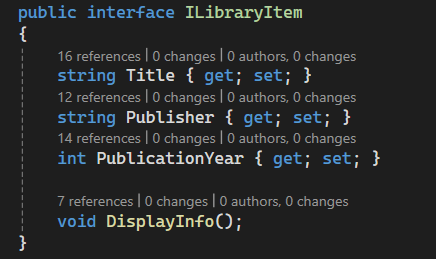 public interface ILibraryItem
{
16 references | 0 changes | 0 authors, 0 changes
string Title { get; set; }
12 references | 0 changes | 0 authors, 0 changes
string Publisher { get; set; }
14 references | 0 changes | 0 authors, 0 changes
int PublicationYear { get; set; }
7 references | 0 changes | 0 authors, 0 changes
void DisplayInfo();
}